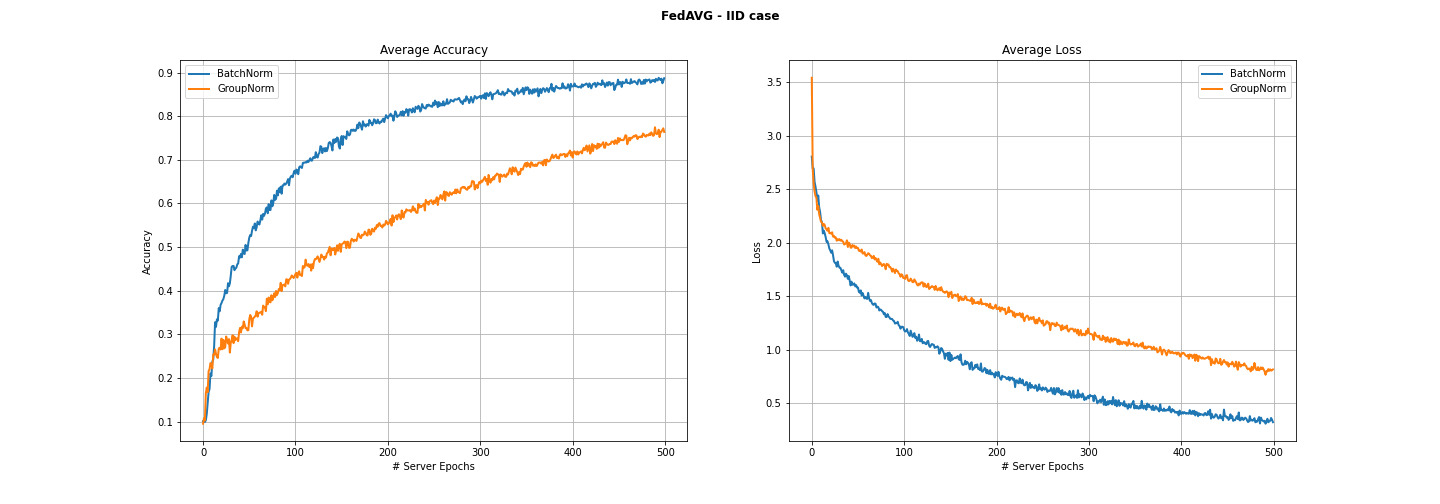 FedAVG - IID case
Average Accuracy
BatchNorm
GroupNorm
0.9
0.8
0.7
0.6
0.5
0.4
0.3
0.2
0.1
Accuracy
0 100 200 300 400 500
# Server Epochs
Average Loss
BatchNorm
GroupNorm
3.5
3.0
2.5
2.0
1.5
1.0
0.5
Loss
0 100 200 300 400 500
# Server Epochs